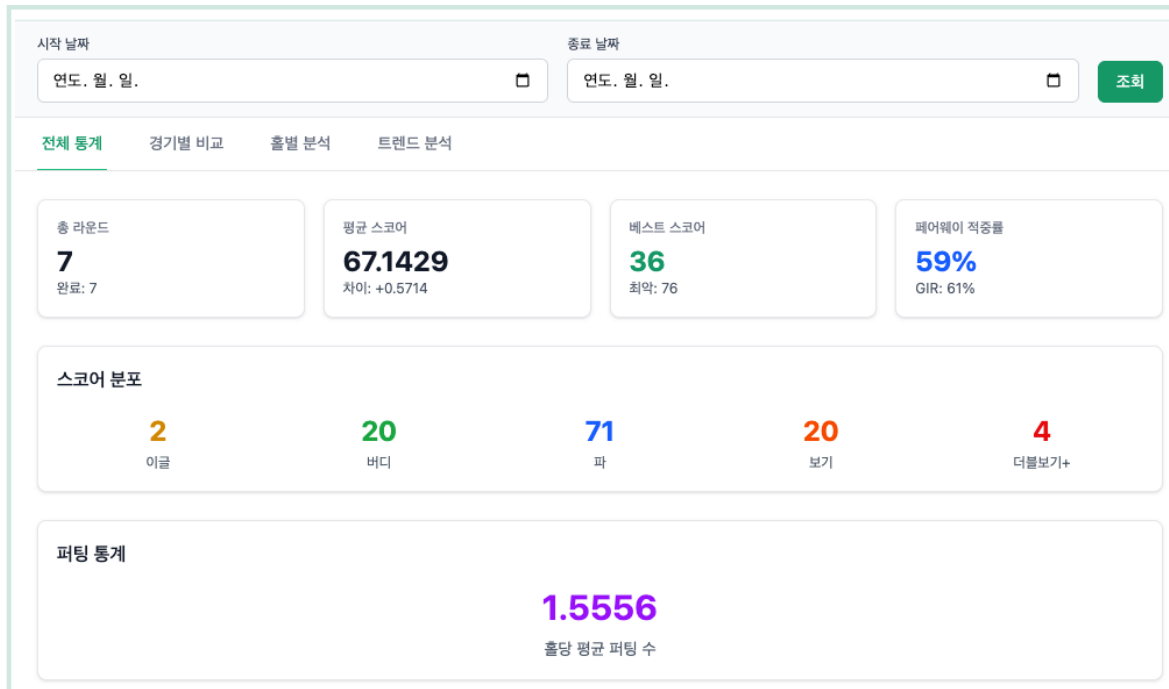 시작 날짜
종료 날짜
연도. 월. 일.
연도. 월. 일.
조회
전체 통계
경기별 비교
홀별 분석
트렌드 분석
총 라운드
7
완료: 7
평균 스코어
67.1429
차이: +0.5714
베스트 스코어
36
최악: 76
페어웨이 적중률
59%
GIR: 61%
스코어 분포
2
이글
20
버디
71
파
20
보기
4
더블보기+
퍼팅 통계
1.5556
홀당 평균 퍼팅 수